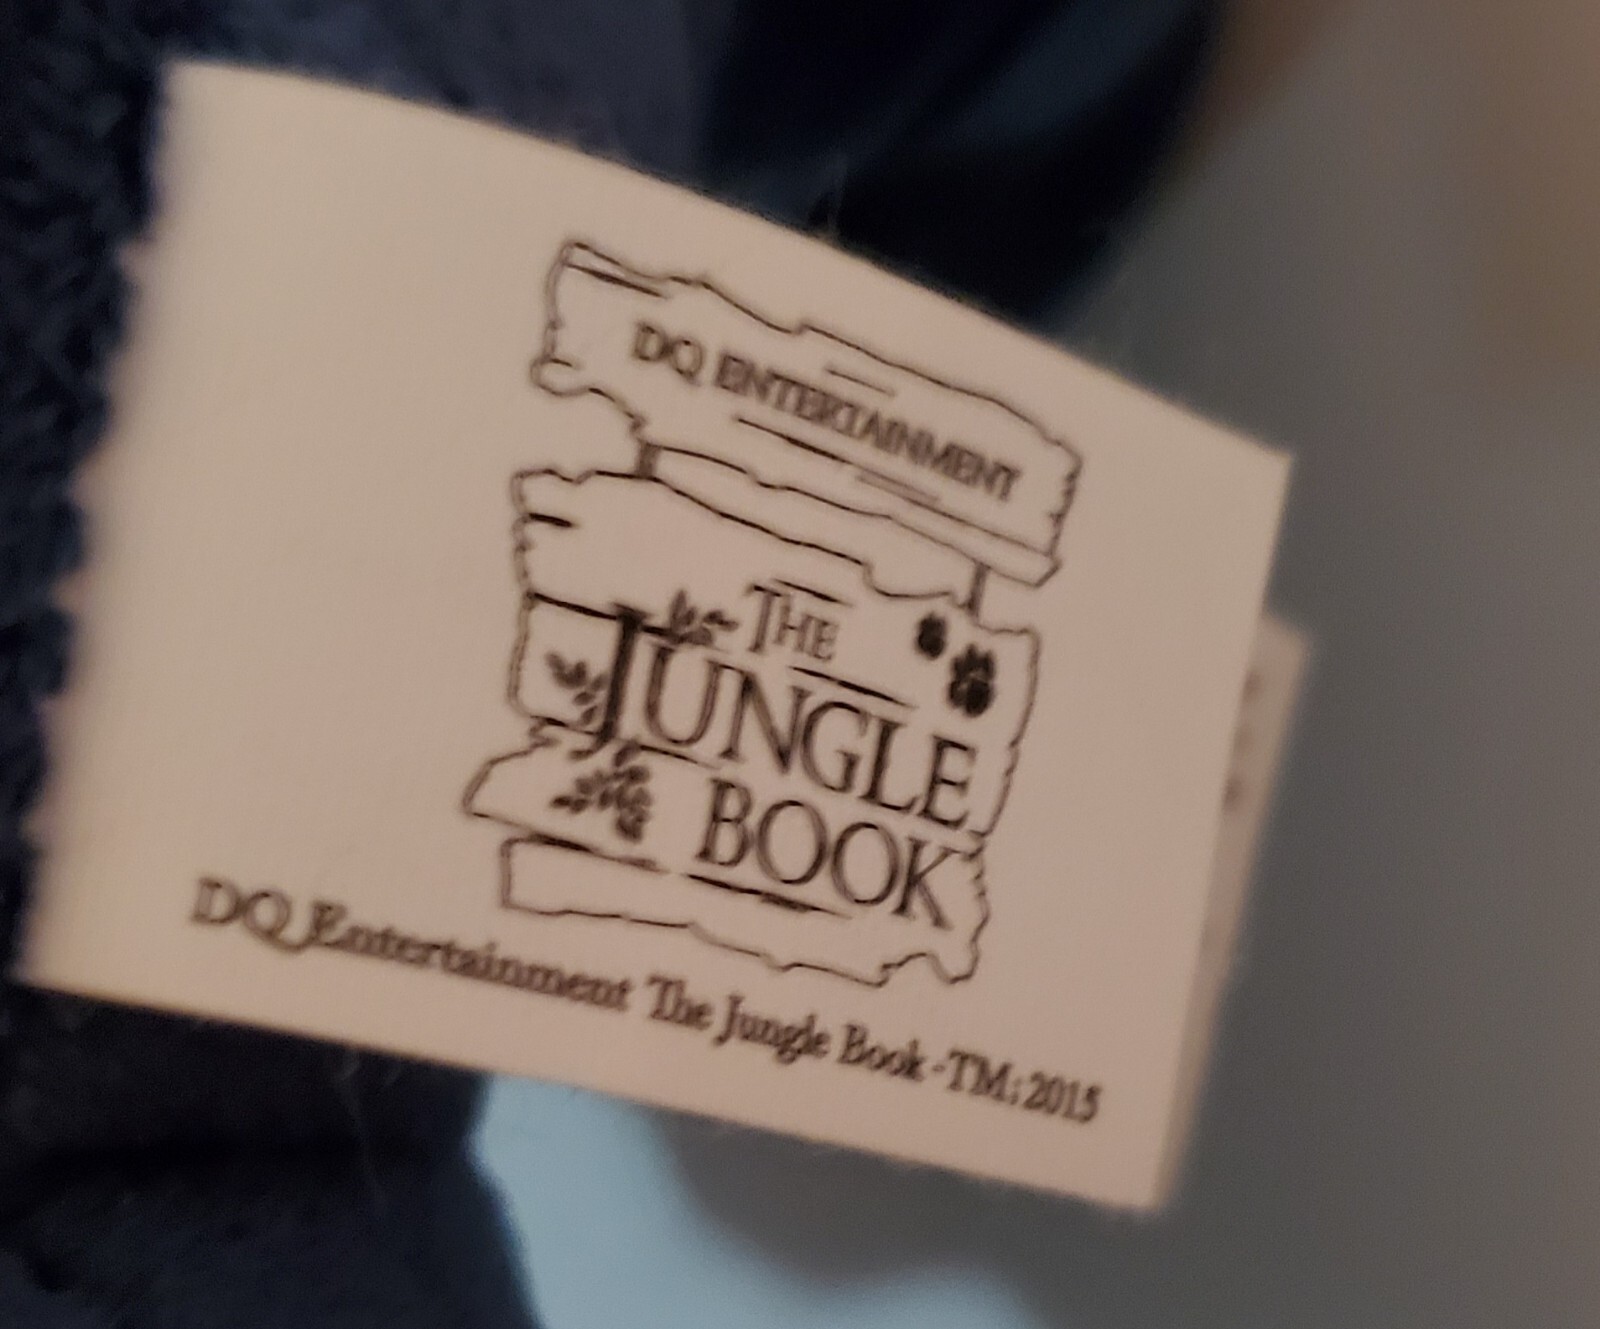 DQ ENTERTAINMENT
THE
JUNGLE
BOOK
DQ Entertainment The Jungle Book - TM; 2015